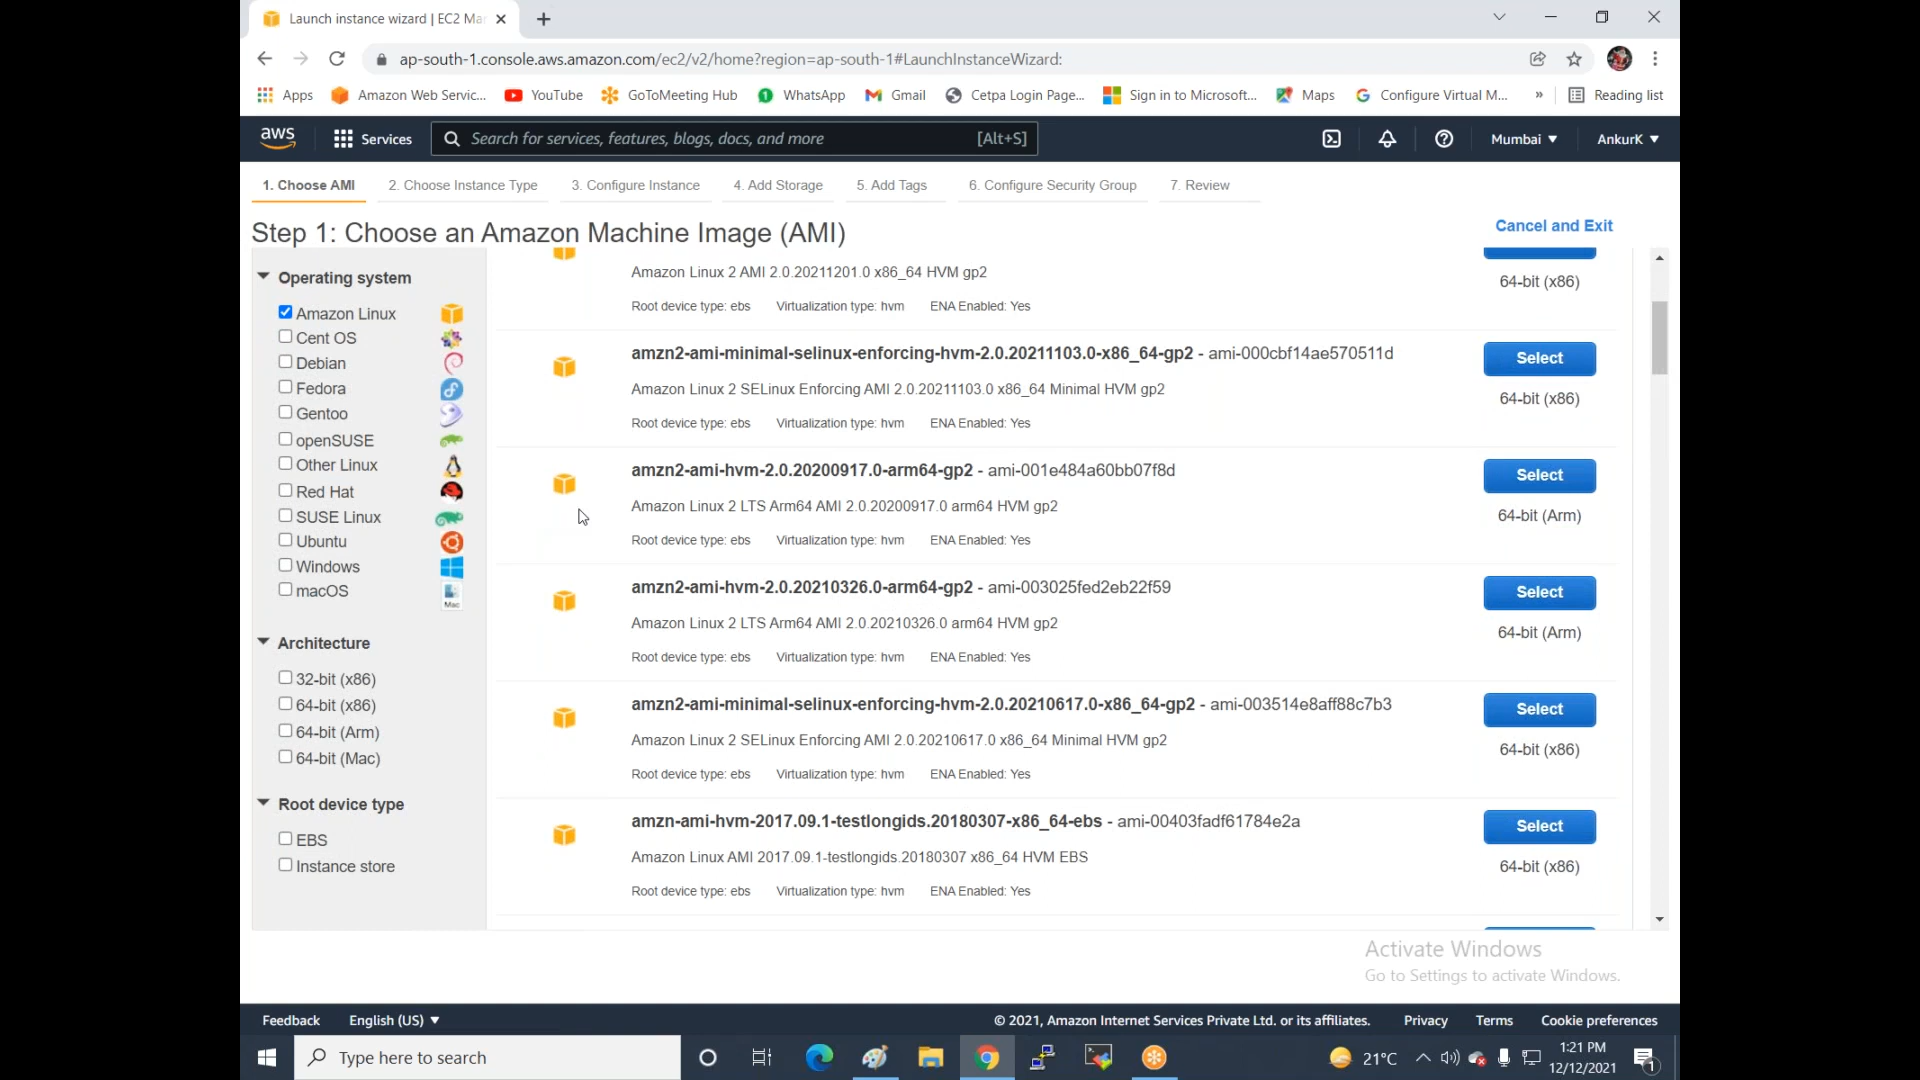 Launch instance wizard | EC2 Ma
ap-south-1.console.aws.amazon.com/ec2/v2/home?region=ap-south-1#LaunchInstanceWizard:
Apps Amazon Web Servic... YouTube GoToMeeting Hub WhatsApp Gmail Cetpa Login Page... Sign in to Microsoft... Maps Configure Virtual M... » Reading list
aws Services Search for services, features, blogs, docs, and more [Alt+S] Mumbai AnkurK
1. Choose AMI 2. Choose Instance Type 3. Configure Instance 4. Add Storage 5. Add Tags 6. Configure Security Group 7. Review
Step 1: Choose an Amazon Machine Image (AMI) Cancel and Exit
Operating system
Amazon Linux
Cent OS
Debian
Fedora
Gentoo
openSUSE
Other Linux
Red Hat
SUSE Linux
Ubuntu
Windows
macOS
Mac
Architecture
32-bit (x86)
64-bit (x86)
64-bit (Arm)
64-bit (Mac)
Root device type
EBS
Instance store
Amazon Linux 2 AMI 2.0.20211201.0 x86_64 HVM gp2
64-bit (x86)
Root device type: ebs Virtualization type: hvm ENA Enabled: Yes
amzn2-ami-minimal-selinux-enforcing-hvm-2.0.20211103.0-x86_64-gp2 - ami-000cbf14ae570511d
Select
Amazon Linux 2 SELinux Enforcing AMI 2.0.20211103.0 x86_64 Minimal HVM gp2
64-bit (x86)
Root device type: ebs Virtualization type: hvm ENA Enabled: Yes
amzn2-ami-hvm-2.0.20200917.0-arm64-gp2 - ami-001e484a60bb07f8d
Select
Amazon Linux 2 LTS Arm64 AMI 2.0.20200917.0 arm64 HVM gp2
64-bit (Arm)
Root device type: ebs Virtualization type: hvm ENA Enabled: Yes
amzn2-ami-hvm-2.0.20210326.0-arm64-gp2 - ami-003025fed2eb22f59
Select
Amazon Linux 2 LTS Arm64 AMI 2.0.20210326.0 arm64 HVM gp2
64-bit (Arm)
Root device type: ebs Virtualization type: hvm ENA Enabled: Yes
amzn2-ami-minimal-selinux-enforcing-hvm-2.0.20210617.0-x86_64-gp2 - ami-003514e8aff88c7b3
Select
Amazon Linux 2 SELinux Enforcing AMI 2.0.20210617.0 x86_64 Minimal HVM gp2
64-bit (x86)
Root device type: ebs Virtualization type: hvm ENA Enabled: Yes
amzn-ami-hvm-2017.09.1-testlongids.20180307-x86_64-ebs - ami-00403fadf61784e2a
Select
Amazon Linux AMI 2017.09.1-testlongids.20180307 x86_64 HVM EBS
64-bit (x86)
Root device type: ebs Virtualization type: hvm ENA Enabled: Yes
Activate Windows
Go to Settings to activate Windows.
Feedback English (US) © 2021, Amazon Internet Services Private Ltd. or its affiliates. Privacy Terms Cookie preferences
Type here to search 21°C 1:21 PM
12/12/2021 1